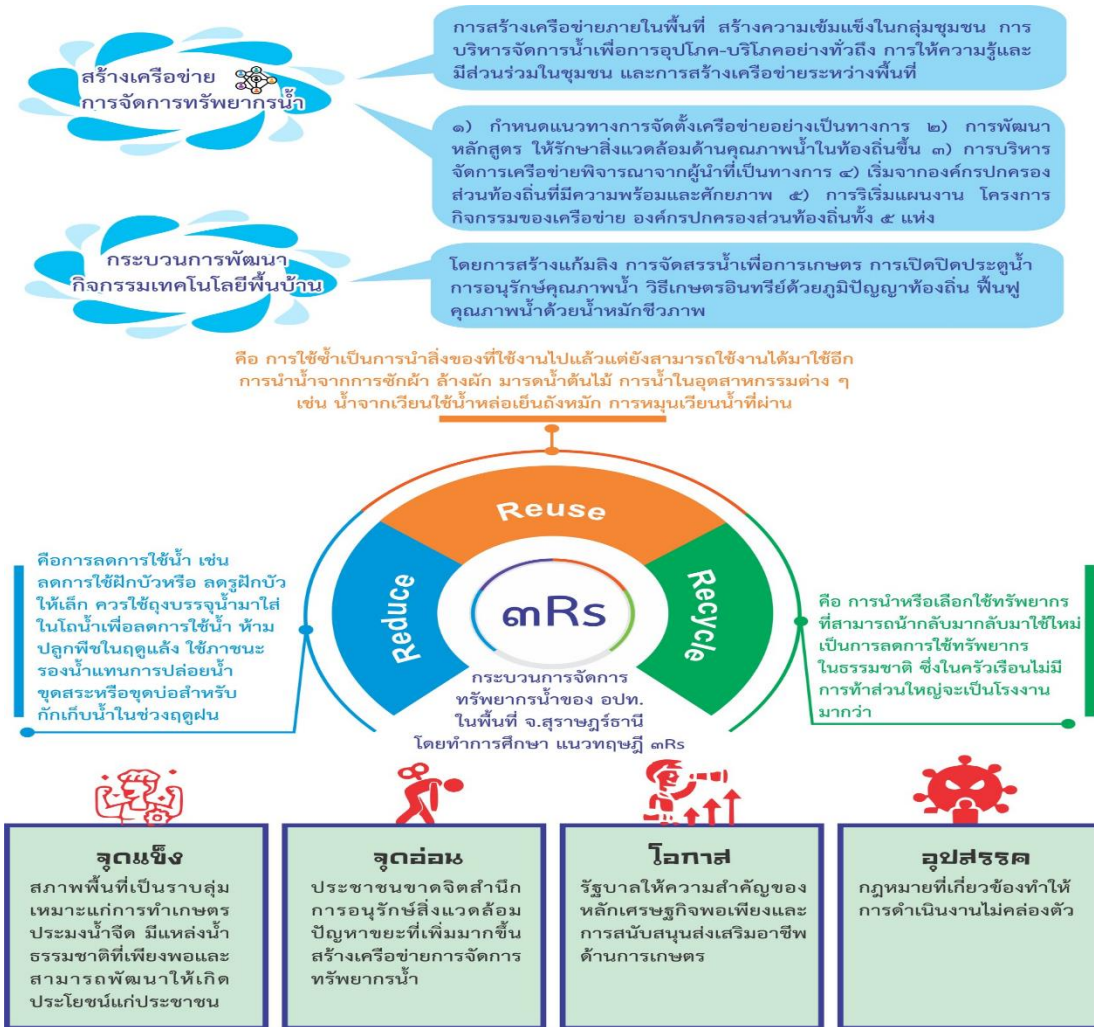 สร้างเครือข่าย
การจัดการทรัพยากรน้ำ
การสร้างเครือข่ายภายในพื้นที่ สร้างความเข้มแข็งในกลุ่มชุมชน การ
บริหารจัดการน้ำเพื่อการอุปโภค-บริโภคอย่างทั่วถึง การให้ความรู้และ
มีส่วนร่วมในชุมชน และการสร้างเครือข่ายระหว่างพื้นที่
๑) กำหนดแนวทางการจัดตั้งเครือข่ายอย่างเป็นทางการ ๒) การพัฒนา
หลักสูตร ให้รักษาสิ่งแวดล้อมด้านคุณภาพน้ำในท้องถิ่นขึ้น ๓) การบริหาร
จัดการเครือข่ายพิจารณาจากผู้นำที่เป็นทางการ ๔) เริ่มจากองค์กรปกครอง
ส่วนท้องถิ่นที่มีความพร้อมและศักยภาพ ๕) การริเริ่มแผนงาน โครงการ
กิจกรรมของเครือข่าย องค์กรปกครองส่วนท้องถิ่นทั้ง ๕ แห่ง
กระบวนการพัฒนา
กิจกรรมเทคโนโลยีพื้นบ้าน
โดยการสร้างแก้มลิง การจัดสรรน้ำเพื่อการเกษตร การเปิดปิดประตูน้ำ
การอนุรักษ์คุณภาพน้ำ วิธีเกษตรอินทรีย์ด้วยภูมิปัญญาท้องถิ่น ฟื้นฟู
คุณภาพน้ำด้วยน้ำหมักชีวภาพ
คือ การใช้ซ้ำเป็นการนำสิ่งของที่ใช้งานไปแล้วแต่ยังสามารถใช้งานได้มาใช้อีก
การนำน้ำจากการซักผ้า ล้างผัก มารดน้ำต้นไม้ การน้ำในอุตสาหกรรมต่าง ๆ
เช่น น้ำจากเวียนใช้น้ำหล่อเย็นถังหมัก การหมุนเวียนน้ำที่ผ่าน
Reuse
Reduce
Recycle
๓Rs
คือการลดการใช้น้ำ เช่น
ลดการใช้ฝักบัวหรือ ลดรูฝักบัว
ให้เล็ก ควรใช้ถุงบรรจุน้ำมาใส่
ในโถน้ำเพื่อลดการใช้น้ำ ห้าม
ปลูกพืชในฤดูแล้ง ใช้ภาชนะ
รองน้ำแทนการปล่อยน้ำ
ขุดสระหรือขุดบ่อสำหรับ
กักเก็บน้ำในช่วงฤดูฝน
คือ การนำหรือเลือกใช้ทรัพยากร
ที่สามารถน้ากลับมากลับมาใช้ใหม่
เป็นการลดการใช้ทรัพยากร
ในธรรมชาติ ซึ่งในครัวเรือนไม่มี
การท้าส่วนใหญ่จะเป็นโรงงาน
มากว่า
กระบวนการจัดการ
ทรัพยากรน้ำของ อปท.
ในพื้นที่ จ.สุราษฎร์ธานี
โดยทำการศึกษา แนวทฤษฎี ๓Rs
จุดแข็ง
สภาพพื้นที่เป็นราบลุ่ม
เหมาะแก่การทำเกษตร
ประมงน้ำจืด มีแหล่งน้ำ
ธรรมชาติที่เพียงพอและ
สามารถพัฒนาให้เกิด
ประโยชน์แก่ประชาชน
จุดอ่อน
ประชาชนขาดจิตสำนึก
การอนุรักษ์สิ่งแวดล้อม
ปัญหาขยะที่เพิ่มมากขึ้น
สร้างเครือข่ายการจัดการ
ทรัพยากรน้ำ
โอกาส
รัฐบาลให้ความสำคัญของ
หลักเศรษฐกิจพอเพียงและ
การสนับสนุนส่งเสริมอาชีพ
ด้านการเกษตร
อุปสรรค
กฎหมายที่เกี่ยวข้องทำให้
การดำเนินงานไม่คล่องตัว